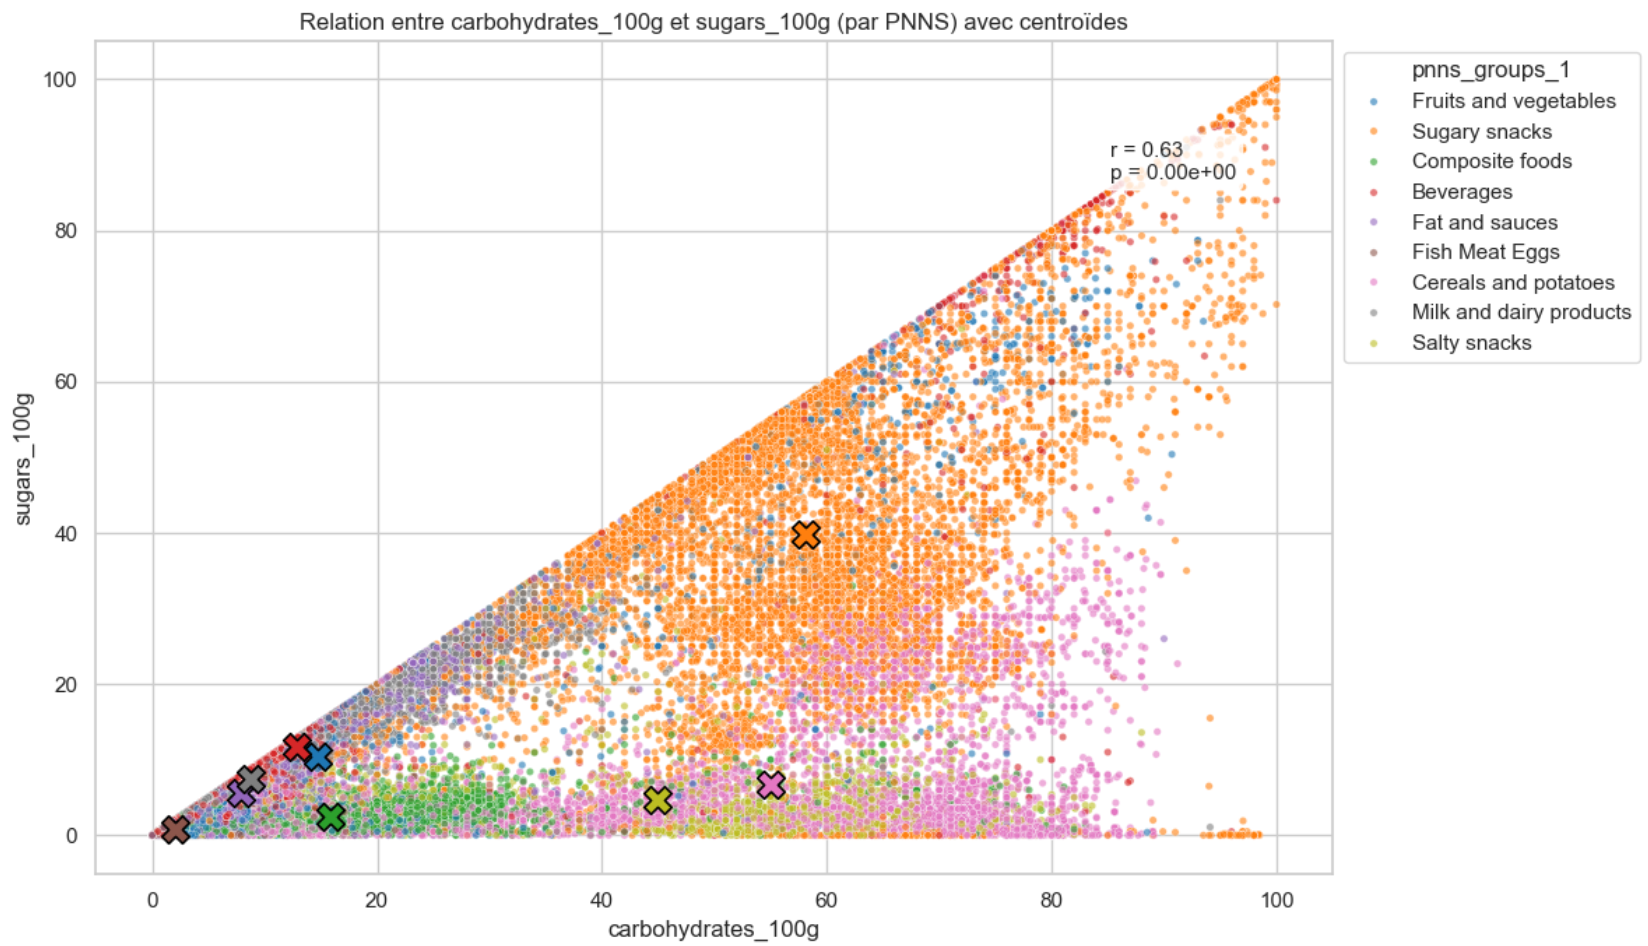 Relation entre carbohydrates_100g et sugars_100g (par PNNS) avec centroïdes
100
80
60
40
20
0
sugars_100g
r = 0.63
p = 0.00e+00
0
20
40
60
80
100
carbohydrates_100g
pnns_groups_1
Fruits and vegetables
Sugary snacks
Composite foods
Beverages
Fat and sauces
Fish Meat Eggs
Cereals and potatoes
Milk and dairy products
Salty snacks